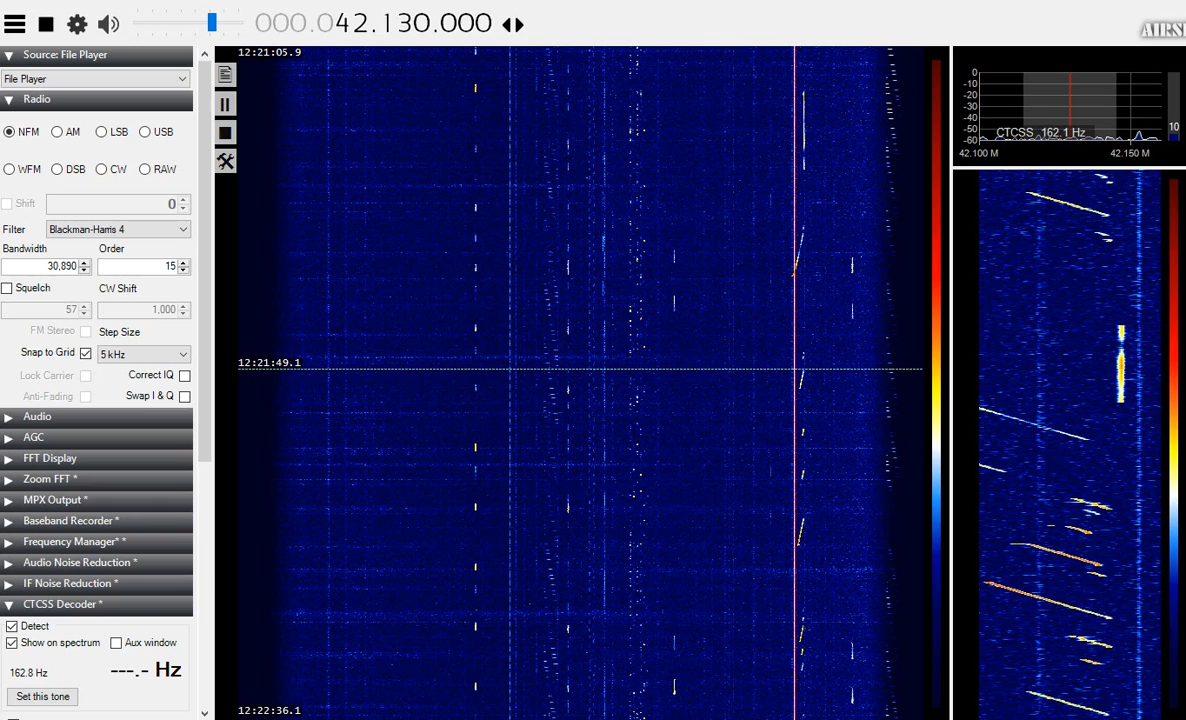 000.042.130.000
AIRS
Source: File Player
File Player
Radio
NFM AM LSB USB
WFM DSB CW RAW
Shift 0
Filter Blackman-Harris 4
Bandwidth Order
30,890 15
Squelch CW Shift
57 1,000
FM Stereo Step Size
Snap to Grid 5 kHz
Lock Carrier Correct IQ
Anti-Fading Swap I & Q
Audio
AGC
FFT Display
Zoom FFT *
MPX Output *
Baseband Recorder *
Frequency Manager* *
Audio Noise Reduction *
IF Noise Reduction *
CTCSS Decoder *
Detect
Show on spectrum Aux window
162.8 Hz ---.- Hz
Set this tone
12:21:05.9
12:21:49.1
12:22:36.1
0
-10
-20
-30
-40
-50
-60
CTCSS 162.1 Hz
10
42.100 M 42.150 M